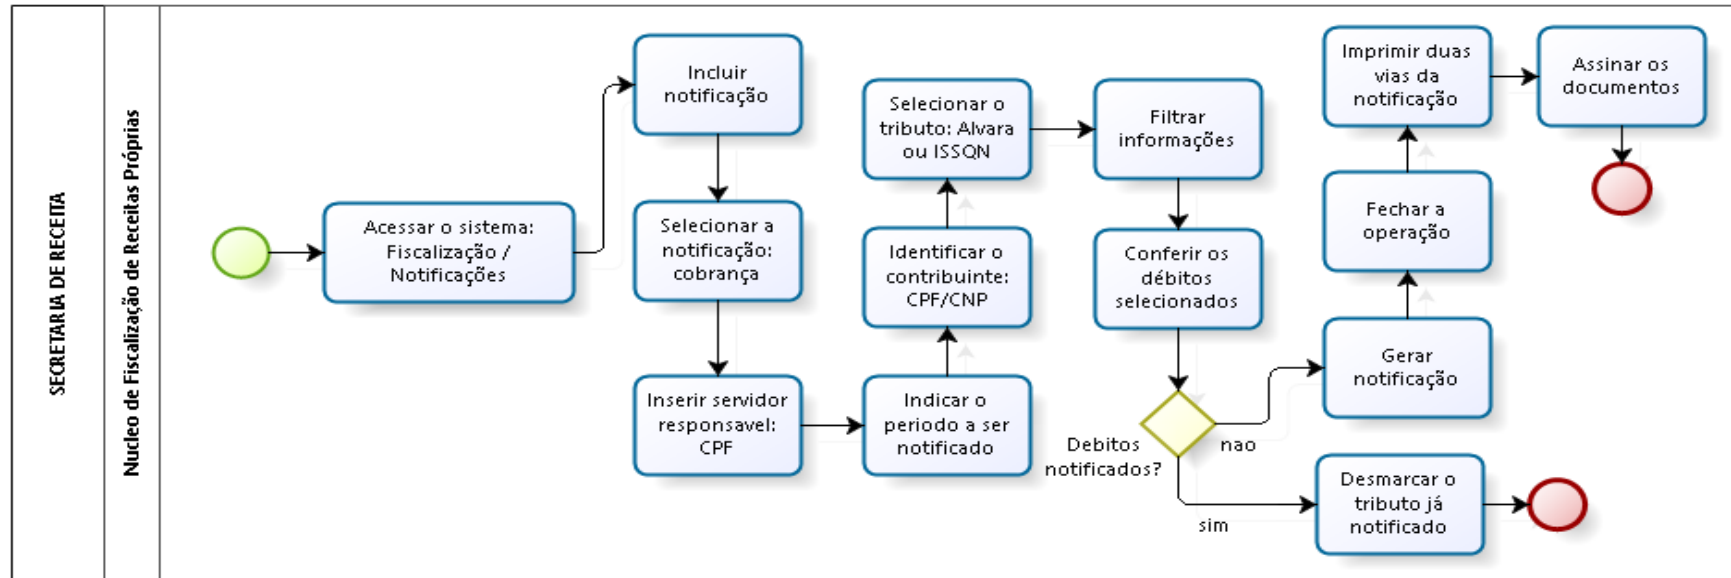 SECRETARIA DE RECEITA
Nucleo de Fiscalização de Receitas Próprias
Acessar o sistema:
Fiscalização /
Notificações
Incluir
notificação
Selecionar a
notificação:
cobrança
Inserir servidor
responsavel:
CPF
Indicar o
periodo a ser
notificado
Identificar o
contribuinte:
CPF/CNP
Selecionar o
tributo: Alvara
ou ISSQN
Filtrar
informações
Conferir os
débitos
selecionados
Debitos
notificados?
nao
sim
Gerar
notificação
Fechar a
operação
Imprimir duas
vias da
notificação
Assinar os
documentos
Desmarcar o
tributo já
notificado